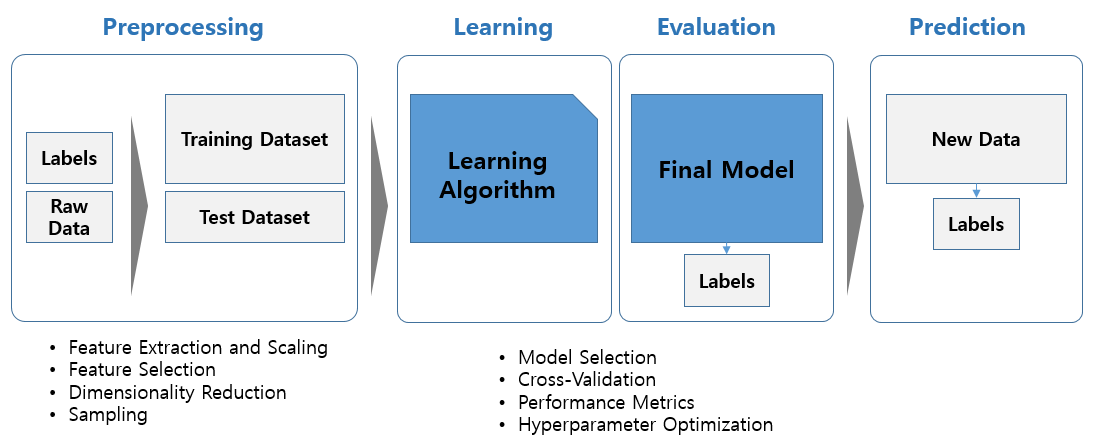 Preprocessing
Learning
Evaluation
Prediction
Labels
Raw
Data
Training Dataset
Test Dataset
Learning
Algorithm
Final Model
Labels
New Data
Labels
• Feature Extraction and Scaling
• Feature Selection
• Dimensionality Reduction
• Sampling
• Model Selection
• Cross-Validation
• Performance Metrics
• Hyperparameter Optimization